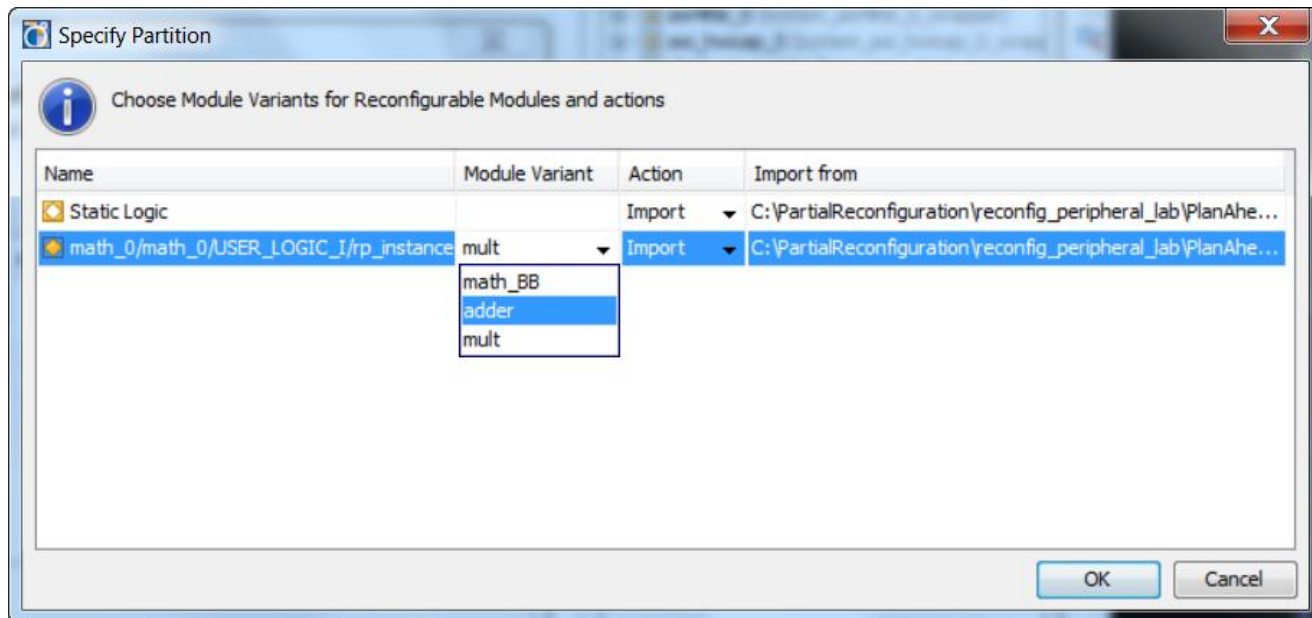 Specify Partition
Choose Module Variants for Reconfigurable Modules and actions
Name Module Variant Action Import from
Static Logic Import C:\PartialReconfiguration\reconfig_peripheral_lab\PlanAhe...
math_0/math_0/USER_LOGIC_I/rp_instance mult Import C:\PartialReconfiguration\reconfig_peripheral_lab\PlanAhe...
math_BB
adder
mult
OK Cancel